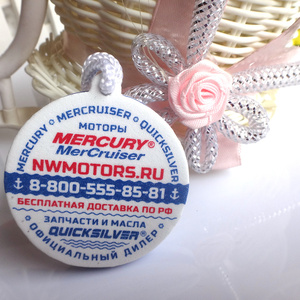 MERCURY MERCRUISER QUICKSILVER
МОТОРЫ
MERCURY®
MerCruiser
NWMOTORS.RU
8-800-555-85-81
БЕСПЛАТНАЯ ДОСТАВКА ПО РФ
ЗАПЧАСТИ И МАСЛА
QUICKSILVER®
ОФИЦИАЛЬНЫЙ ДИЛЕР